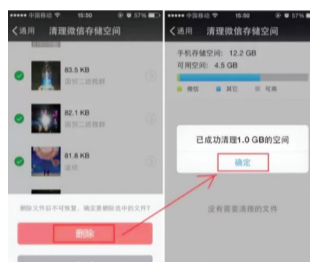 中国移动 15:50 57%
通用 清理微信存储空间
83.5 KB
82.1 KB
81.8 KB
删除文件后不可恢复，确定要删除选中的文件?
删除
中国移动 15:50 57%
通用 清理微信存储空间
手机存储空间: 12.2 GB
可用空间: 4.5 GB
微信 其它 可用
已成功清理1.0 GB的空间
确定
没有需要清理的文件